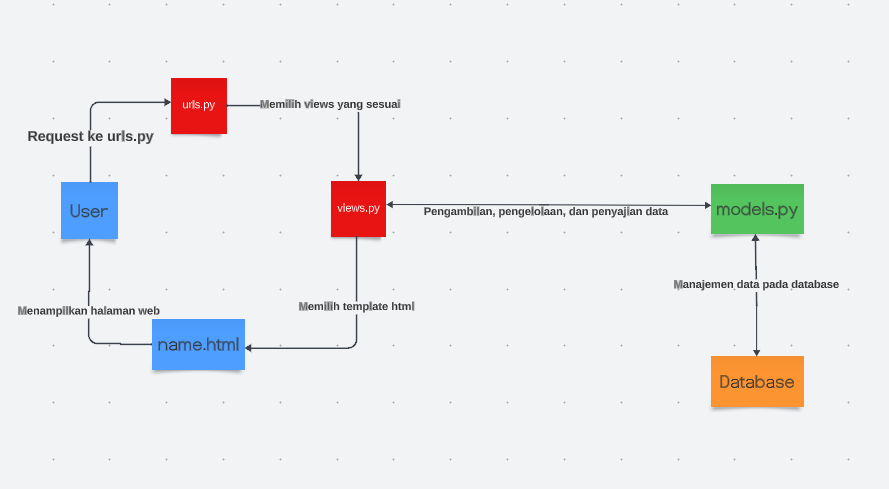 urls.py
Memilih views yang sesuai
Request ke urls.py
User
views.py
Pengambilan, pengelolaan, dan penyajian data
models.py
Manajemen data pada database
Menampilkan halaman web
Memilih template html
name.html
Database